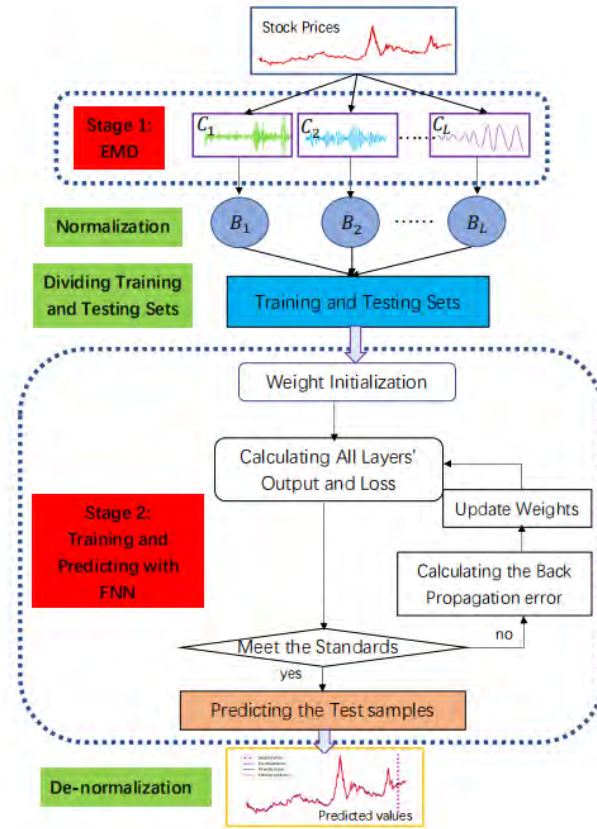 Stock Prices
Stage 1:
EMD
C1
C2
......
CL
Normalization
B1
B2
......
BL
Dividing Training
and Testing Sets
Training and Testing Sets
Weight Initialization
Calculating All Layers'
Output and Loss
Update Weights
Stage 2:
Training and
Predicting with
FNN
Calculating the Back
Propagation error
Meet the Standards
no
yes
Predicting the Test samples
De-normalization
Predicted values